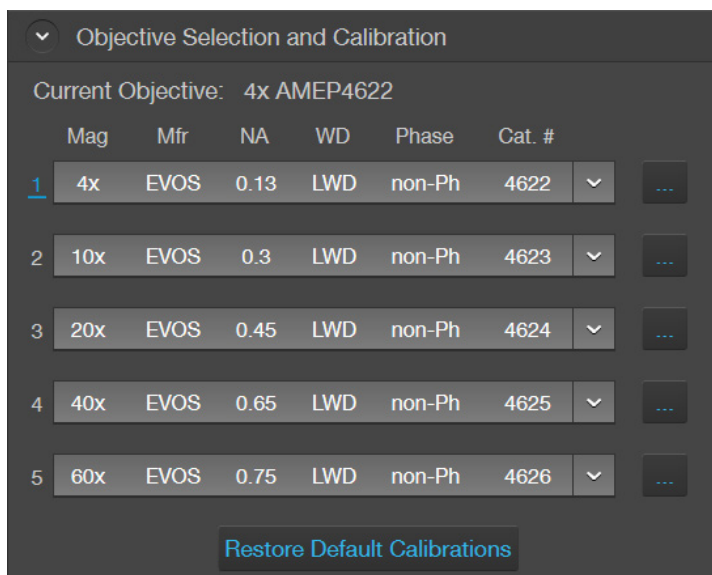 Objective Selection and Calibration
Current Objective: 4x AMEP4622
Mag Mfr NA WD Phase Cat. #
1 4x EVOS 0.13 LWD non-Ph 4622 ...
2 10x EVOS 0.3 LWD non-Ph 4623 ...
3 20x EVOS 0.45 LWD non-Ph 4624 ...
4 40x EVOS 0.65 LWD non-Ph 4625 ...
5 60x EVOS 0.75 LWD non-Ph 4626 ...
Restore Default Calibrations